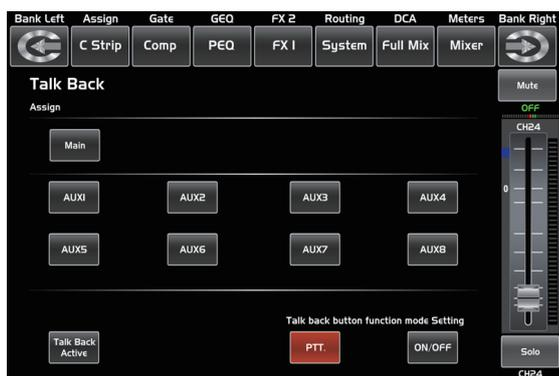 Bank Left Assign Gate GEQ FX 2 Routing DCA Meters Bank Right
C Strip Comp PEQ FX 1 System Full Mix Mixer
Talk Back
Mute
Assign
OFF
CH24
Main
0
AUX1 AUX2 AUX3 AUX4
AUX5 AUX6 AUX7 AUX8
Talk back button function mode Setting
Talk Back
Active
PTT. ON/OFF
Solo
CH24